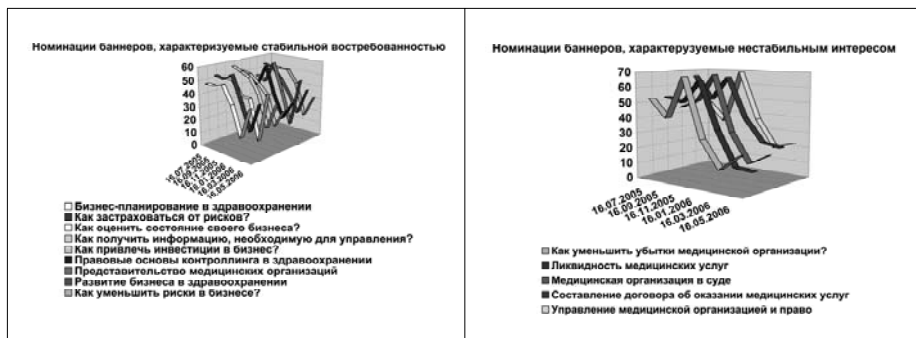 Номинации баннеров, характеризуемые стабильной востребованностью
60
50
40
30
20
10
0
16.07.2005
16.09.2005
16.11.2005
16.01.2006
16.03.2006
16.05.2006
Бизнес-планирование в здравоохранении
Как застраховаться от рисков?
Как оценить состояние своего бизнеса?
Как получить информацию, необходимую для управления?
Как привлечь инвестиции в бизнес?
Правовые основы контроллинга в здравоохранении
Представительство медицинских организаций
Развитие бизнеса в здравоохранении
Как уменьшить риски в бизнесе?
Номинации баннеров, характерузуемые нестабильным интересом
70
60
50
40
30
20
10
0
16.07.2005
16.09.2005
16.11.2005
16.01.2006
16.03.2006
16.05.2006
Как уменьшить убытки медицинской организации?
Ликвидность медицинских услуг
Медицинская организация в суде
Составление договора об оказании медицинских услуг
Управление медицинской организацией и право